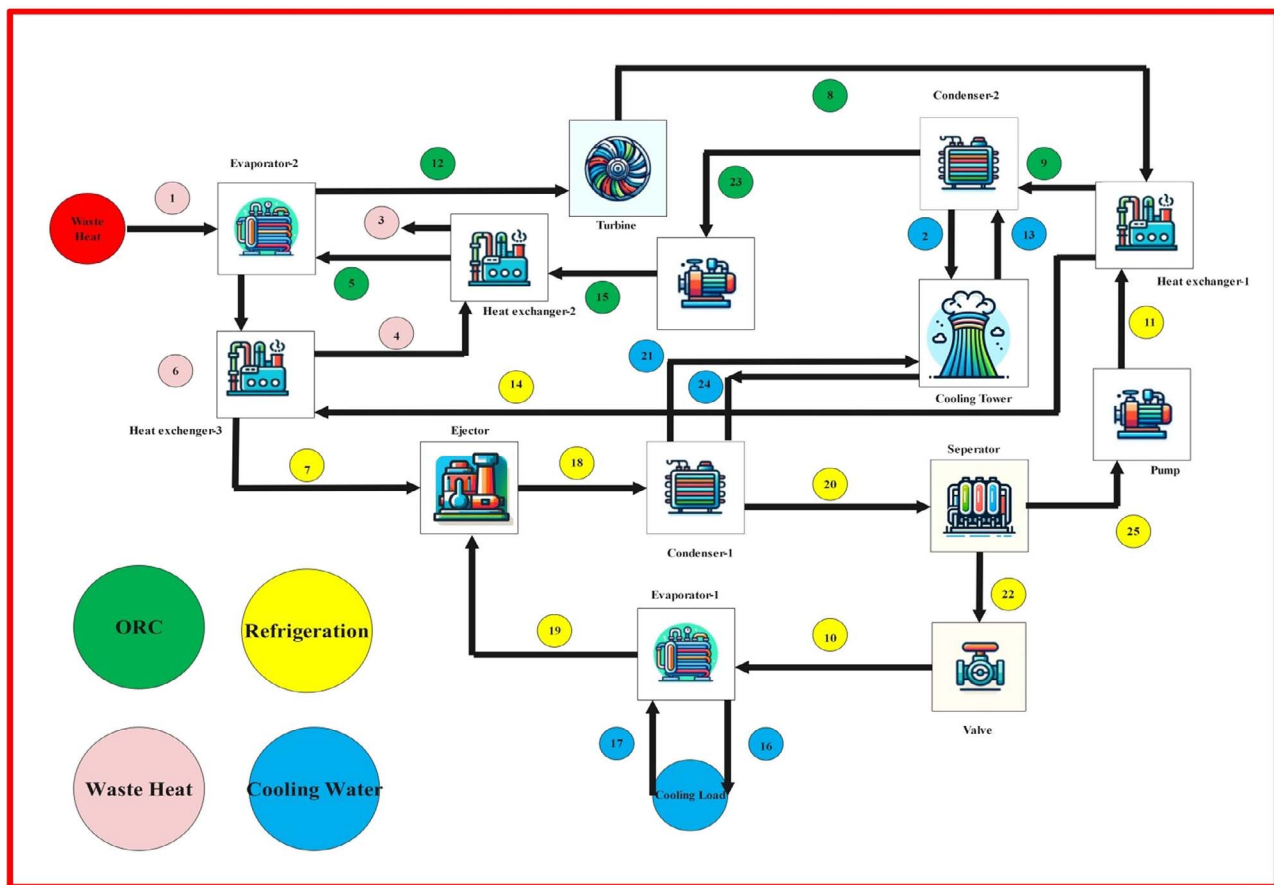 8
Condenser-2
Evaporator-2
12
23
9
1
Waste
Heat
3
Turbine
2
13
5
15
Heat exchanger-2
Heat exchanger-1
4
21
11
6
14
24
Cooling Tower
Heat exchenger-3
Ejector
Seperator
7
18
Pump
20
25
Condenser-1
Evaporator-1
22
ORC
Refrigeration
19
10
Valve
17
16
Waste Heat
Cooling Water
Cooling Load